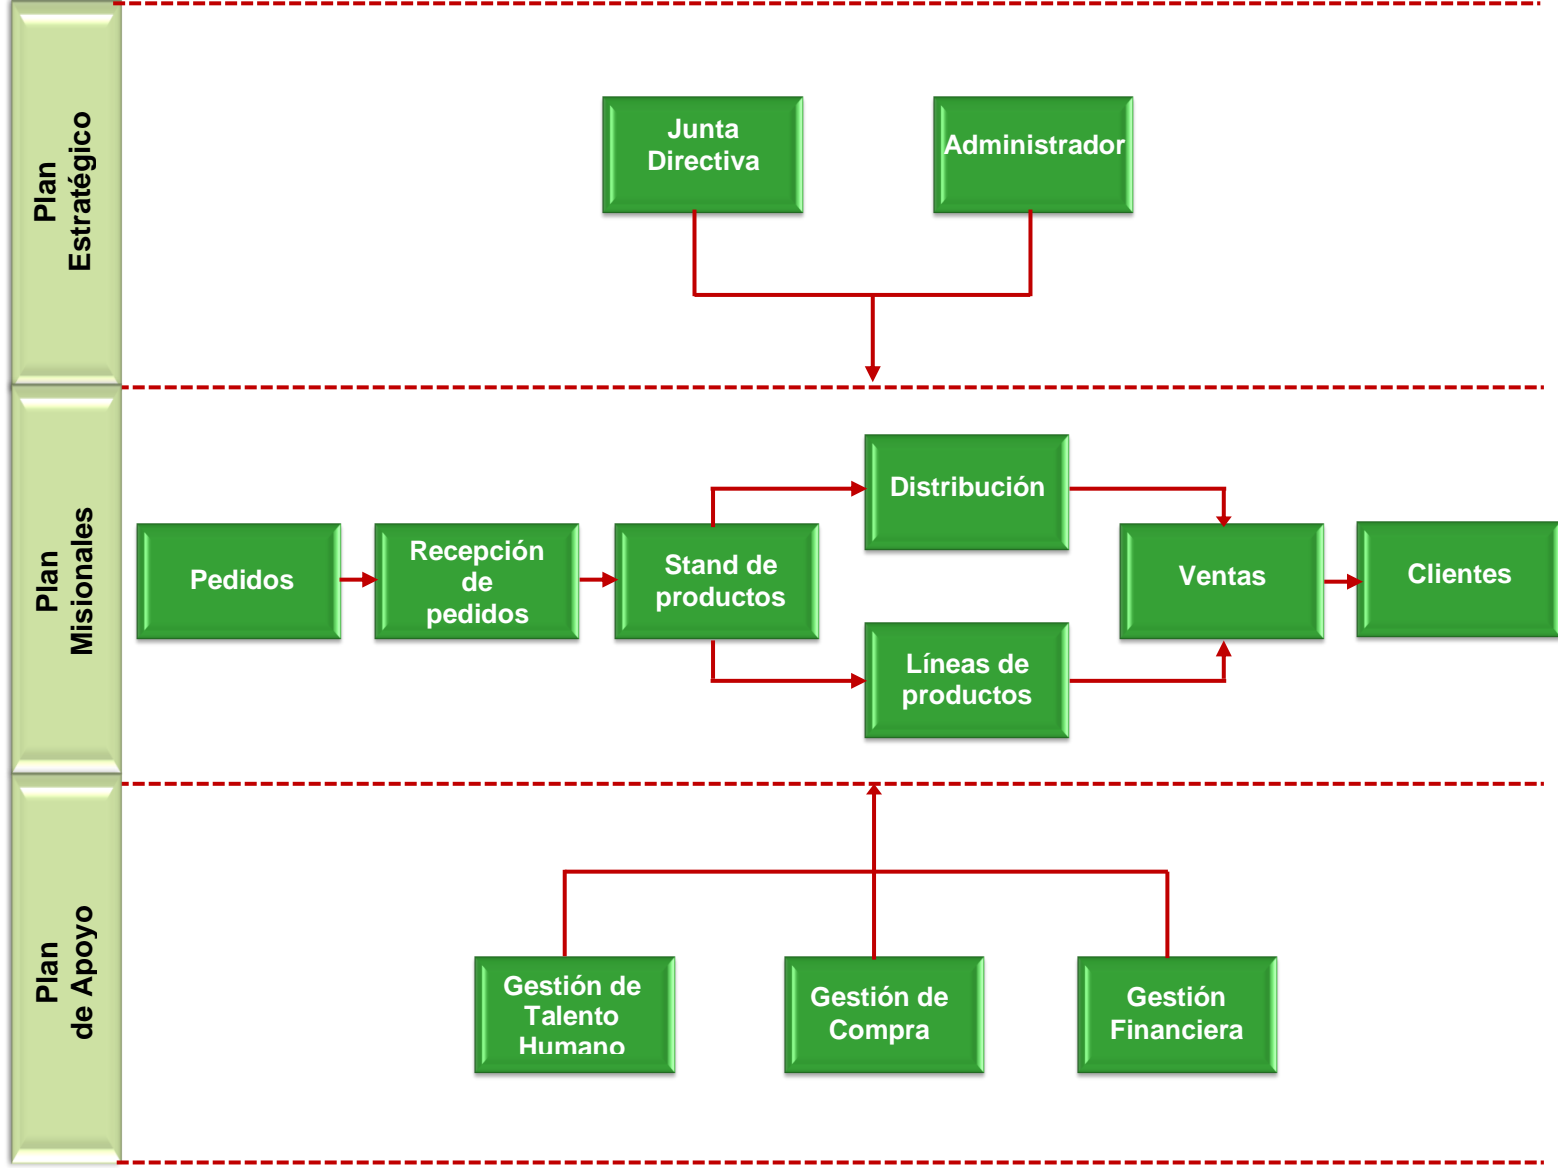 Plan
Estratégico
Junta
Directiva
Administrador
Plan
Misionales
Pedidos
Recepción
de
pedidos
Stand de
productos
Distribución
Líneas de
productos
Ventas
Clientes
Plan
de Apoyo
Gestión de
Talento
Humano
Gestión de
Compra
Gestión
Financiera